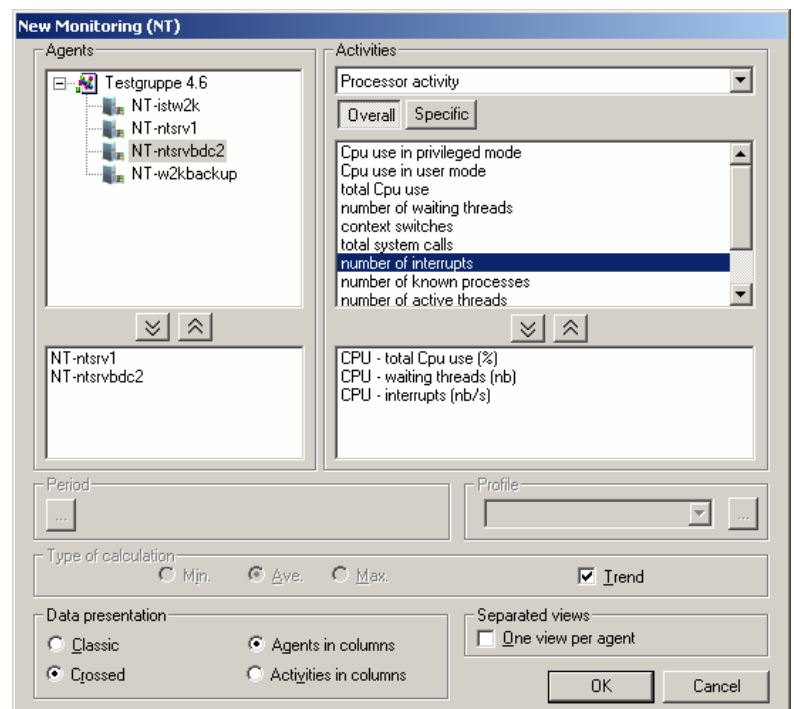 New Monitoring (NT)
Agents
Testgruppe 4.6
NT-istw2k
NT-ntsrv1
NT-ntsrvbdc2
NT-w2kbackup
NT-ntsrv1
NT-ntsrvbdc2
Activities
Processor activity
Overall Specific
Cpu use in privileged mode
Cpu use in user mode
total Cpu use
number of waiting threads
context switches
total system calls
number of interrupts
number of known processes
number of active threads
CPU - total Cpu use (%)
CPU - waiting threads (nb)
CPU - interrupts (nb/s)
Period
...
Profile
...
Type of calculation
Min. Ave. Max. Trend
Data presentation
Classic Agents in columns
Crossed Activities in columns
Separated views
One view per agent
OK Cancel